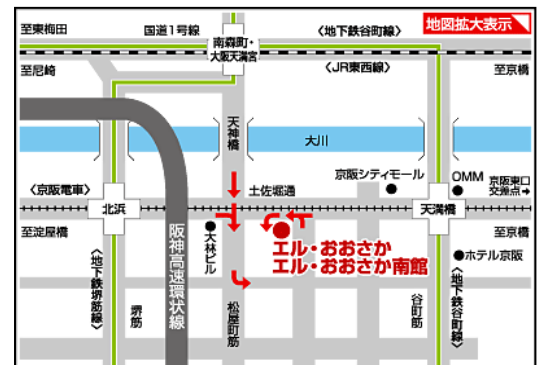 至東梅田
国道1号線
〈地下鉄谷町線〉
地図拡大表示
南森町・
大阪天満宮
至尼崎
〈JR東西線〉
至京橋
天神橋
大川
京阪シティモール
OMM
京阪東口
交差点→
〈京阪電車〉
土佐堀通
北浜
天満橋
至淀屋橋
至京橋
大林ビル
エル・おおさか
エル・おおさか南館
ホテル京阪
阪神高速環状線
〈地下鉄堺筋線〉
堺筋
松屋町筋
谷町筋
〈地下鉄谷町線〉